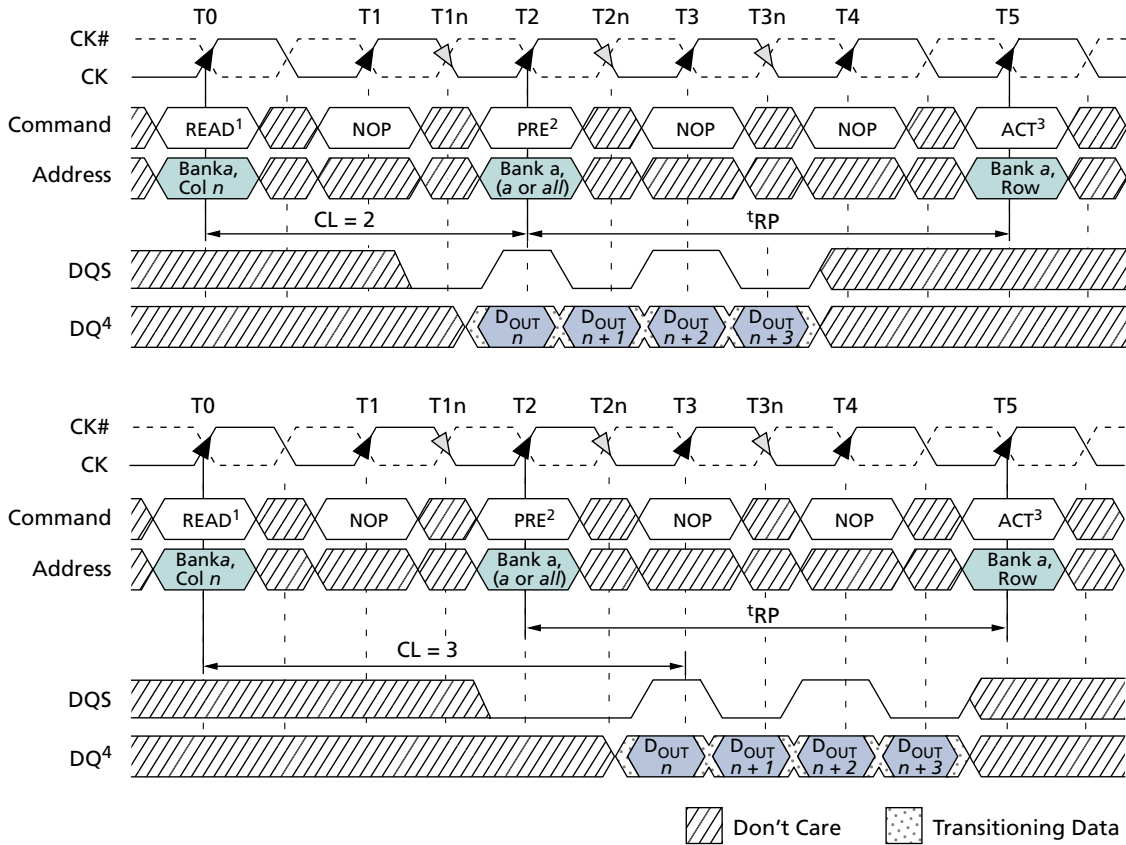 T0 T1 T1n T2 T2n T3 T3n T4 T5
CK#
CK
Command READ¹ NOP PRE² NOP NOP ACT³
Address Banka, Col n Bank a, (a or all) Bank a, Row
CL = 2 tRP
DQS
DQ⁴ DOUT n DOUT n + 1 DOUT n + 2 DOUT n + 3
T0 T1 T1n T2 T2n T3 T3n T4 T5
CK#
CK
Command READ¹ NOP PRE² NOP NOP ACT³
Address Banka, Col n Bank a, (a or all) Bank a, Row
tRP
CL = 3
DQS
DQ⁴ DOUT n DOUT n + 1 DOUT n + 2 DOUT n + 3
Don't Care Transitioning Data